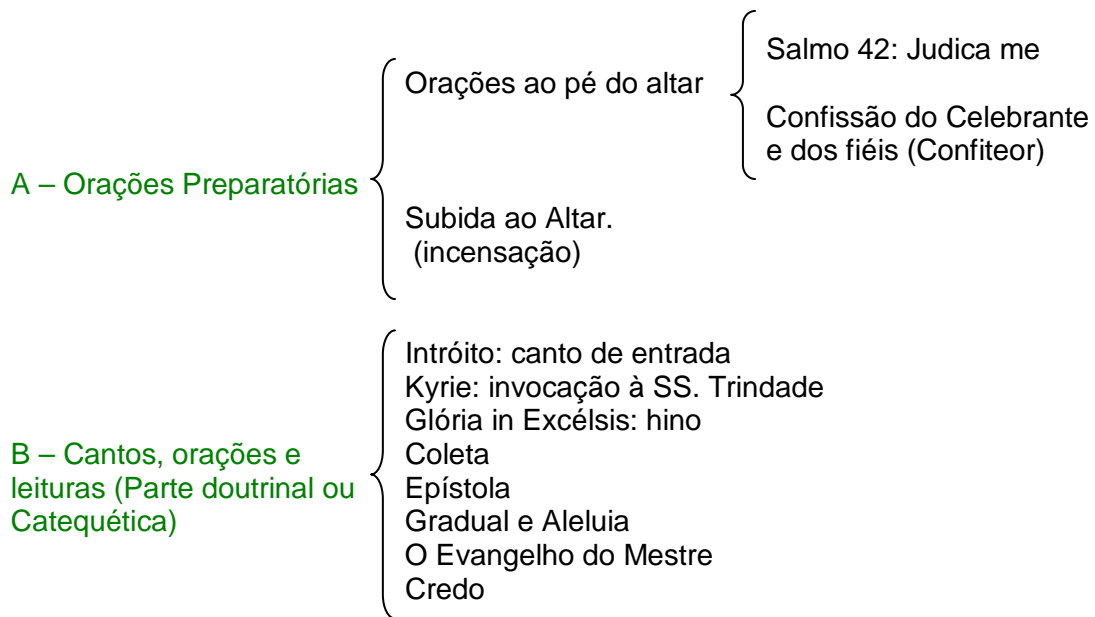 A – Orações Preparatórias
Orações ao pé do altar
Salmo 42: Judica me
Confissão do Celebrante
e dos fiéis (Confiteor)
Subida ao Altar.
(incensação)
B – Cantos, orações e
leituras (Parte doutrinal ou
Catequética)
Intróito: canto de entrada
Kyrie: invocação à SS. Trindade
Glória in Excélsis: hino
Coleta
Epístola
Gradual e Aleluia
O Evangelho do Mestre
Credo